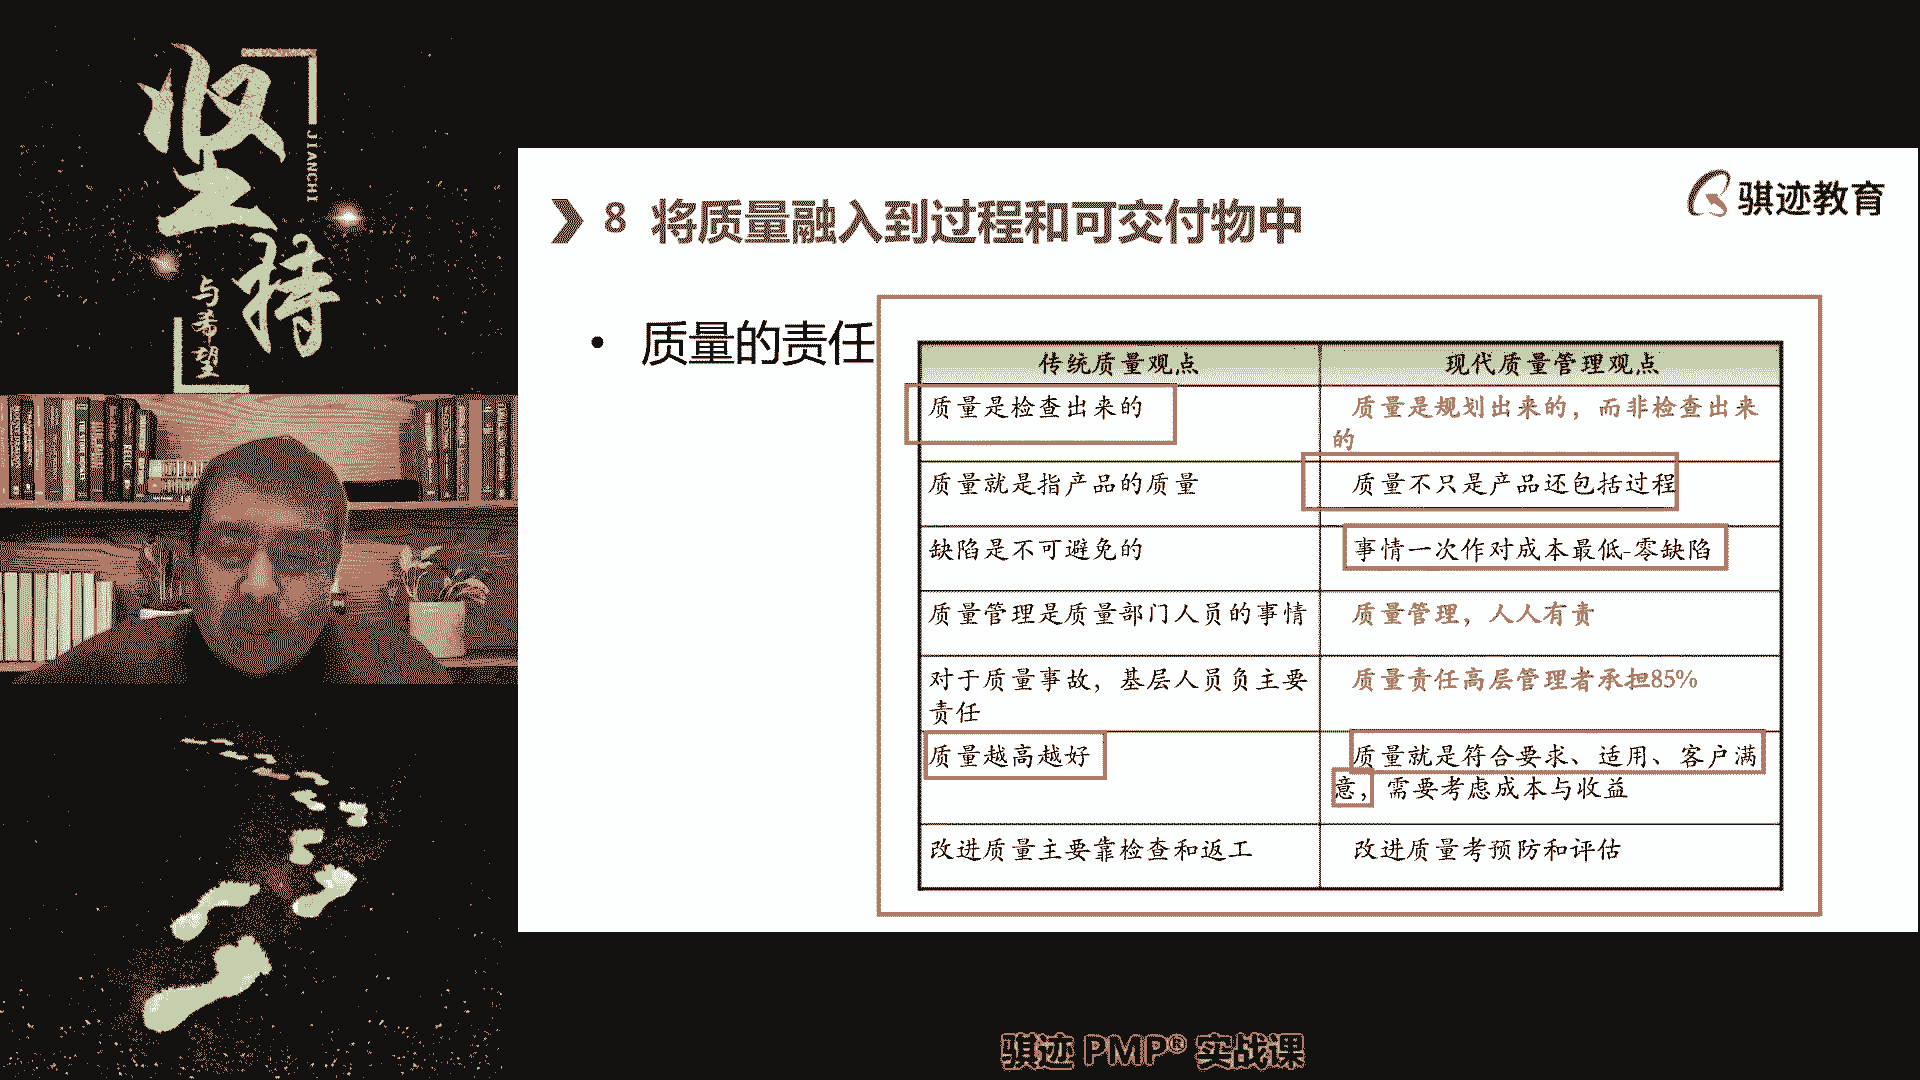 坚持
JIANCHI
与希望
8 将质量融入到过程和可交付物中
骐迹教育
• 质量的责任
传统质量观点
现代质量管理观点
质量是检查出来的
质量是规划出来的，而非检查出来
的
质量就是指产品的质量
质量不只是产品还包括过程
缺陷是不可避免的
事情一次作对成本最低-零缺陷
质量管理是质量部门人员的事情
质量管理，人人有责
对于质量事故，基层人员负主要
责任
质量责任高层管理者承担85%
质量越高越好
质量就是符合要求、适用、客户满
意，需要考虑成本与收益
改进质量主要靠检查和返工
改进质量考预防和评估
骐迹 PMP® 实战课